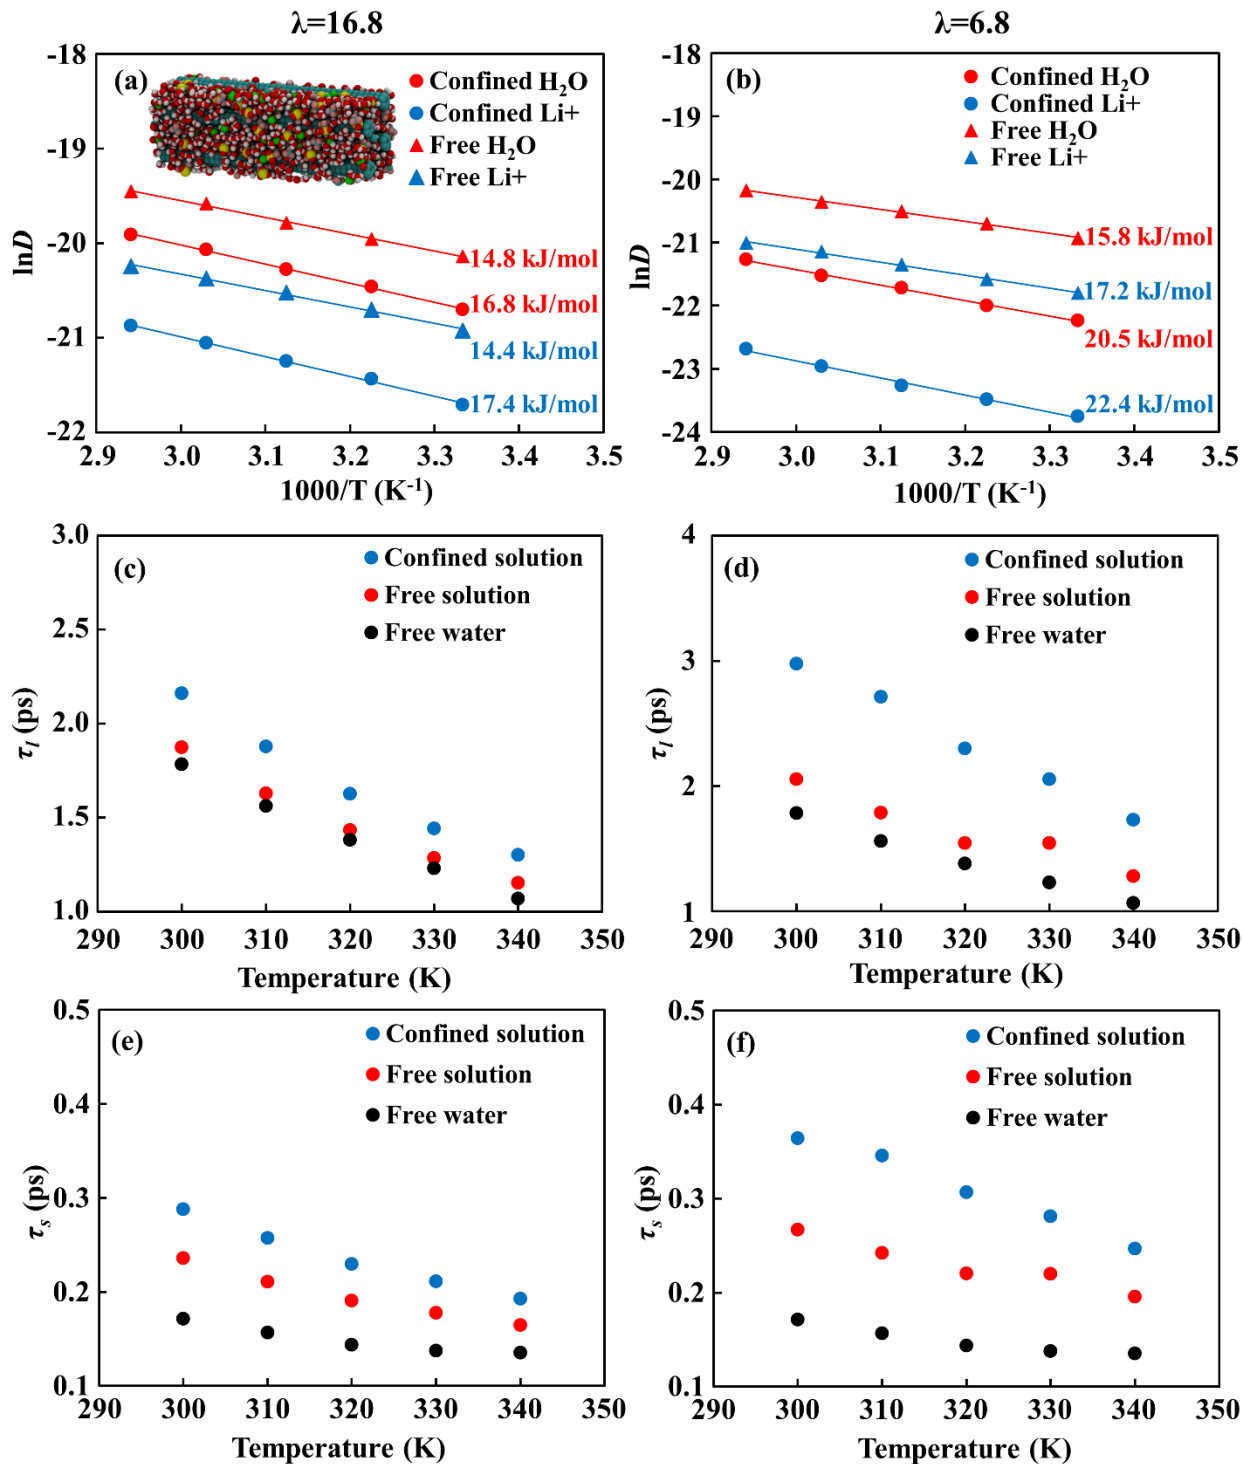 λ=16.8
λ=6.8
(a)
Confined H₂O
Confined Li+
Free H₂O
Free Li+
-18
-19
-20
-21
-22
lnD
14.8 kJ/mol
16.8 kJ/mol
14.4 kJ/mol
17.4 kJ/mol
2.9 3.0 3.1 3.2 3.3 3.4 3.5
1000/T (K⁻¹)
(b)
Confined H₂O
Confined Li+
Free H₂O
Free Li+
-18
-19
-20
-21
-22
-23
-24
lnD
15.8 kJ/mol
17.2 kJ/mol
20.5 kJ/mol
22.4 kJ/mol
2.9 3.0 3.1 3.2 3.3 3.4 3.5
1000/T (K⁻¹)
(c)
Confined solution
Free solution
Free water
3.0
2.5
2.0
1.5
1.0
τₗ (ps)
290 300 310 320 330 340 350
Temperature (K)
(d)
Confined solution
Free solution
Free water
4
3
2
1
τₗ (ps)
290 300 310 320 330 340 350
Temperature (K)
(e)
Confined solution
Free solution
Free water
0.5
0.4
0.3
0.2
0.1
τₛ (ps)
290 300 310 320 330 340 350
Temperature (K)
(f)
Confined solution
Free solution
Free water
0.5
0.4
0.3
0.2
0.1
τₛ (ps)
290 300 310 320 330 340 350
Temperature (K)